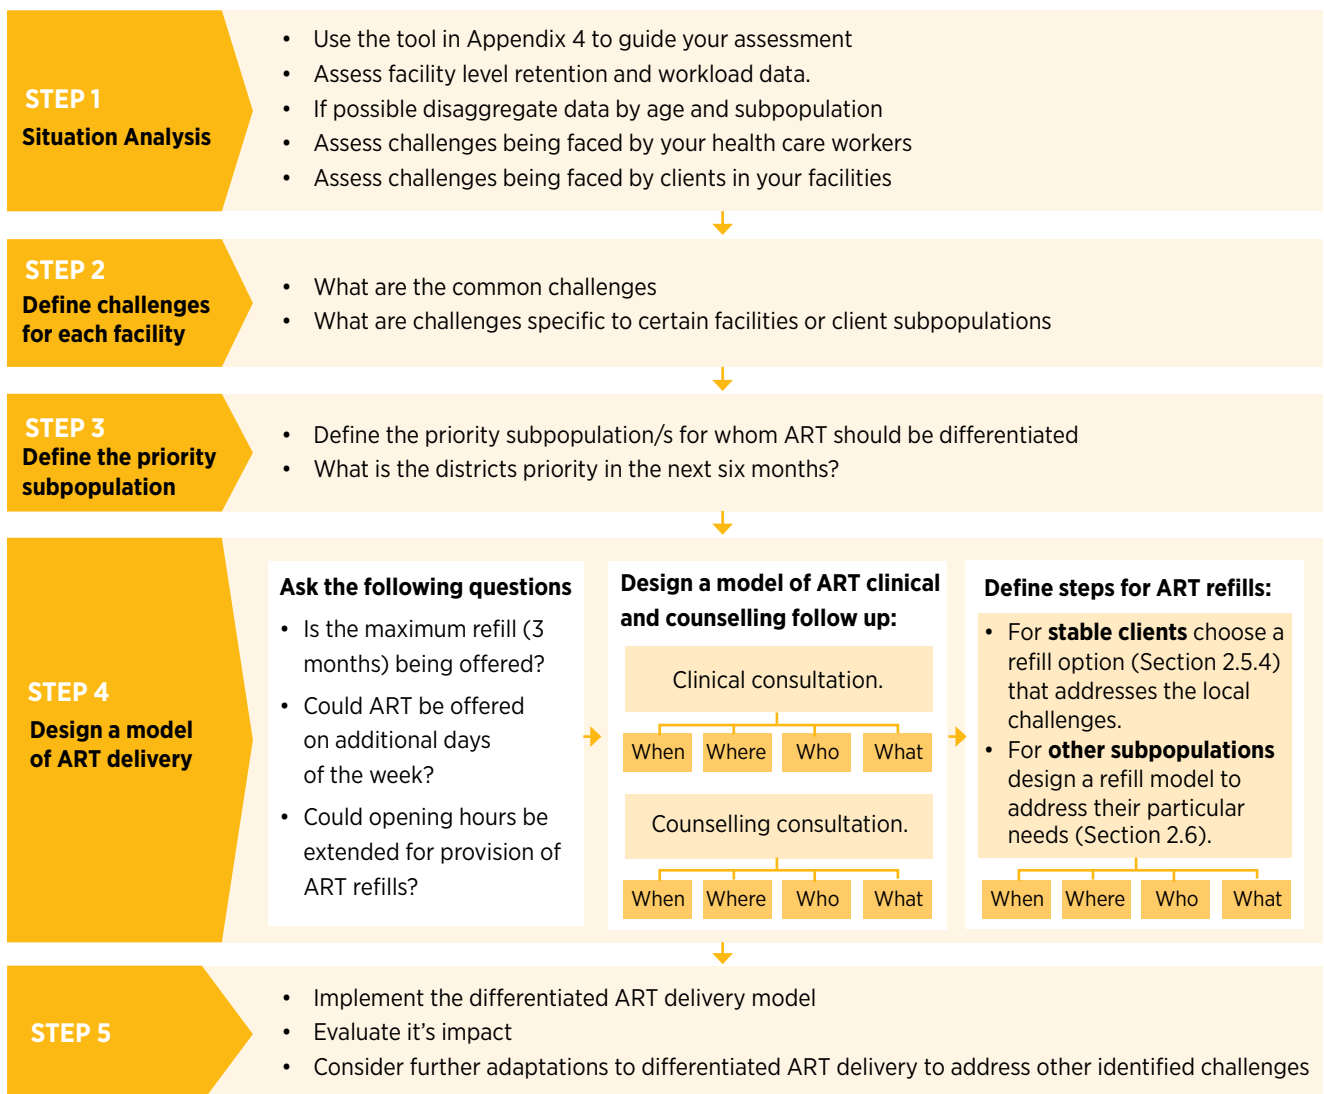 STEP 1
Situation Analysis
• Use the tool in Appendix 4 to guide your assessment
• Assess facility level retention and workload data.
• If possible disaggregate data by age and subpopulation
• Assess challenges being faced by your health care workers
• Assess challenges being faced by clients in your facilities
STEP 2
Define challenges
for each facility
• What are the common challenges
• What are challenges specific to certain facilities or client subpopulations
STEP 3
Define the priority
subpopulation
• Define the priority subpopulation/s for whom ART should be differentiated
• What is the districts priority in the next six months?
STEP 4
Design a model
of ART delivery
Ask the following questions
• Is the maximum refill (3
months) being offered?
• Could ART be offered
on additional days
of the week?
• Could opening hours be
extended for provision of
ART refills?
Design a model of ART clinical
and counselling follow up:
Clinical consultation.
When Where Who What
Counselling consultation.
When Where Who What
Define steps for ART refills:
• For stable clients choose a
refill option (Section 2.5.4)
that addresses the local
challenges.
• For other subpopulations
design a refill model to
address their particular
needs (Section 2.6).
When Where Who What
STEP 5
• Implement the differentiated ART delivery model
• Evaluate it's impact
• Consider further adaptations to differentiated ART delivery to address other identified challenges